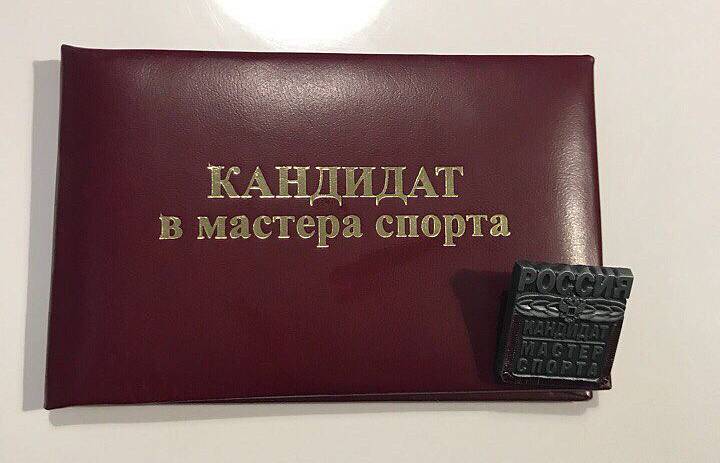 КАНДИДАТ
в мастера спорта
РОССИЯ
КАНДИДАТ
МАСТЕР
СПОРТА